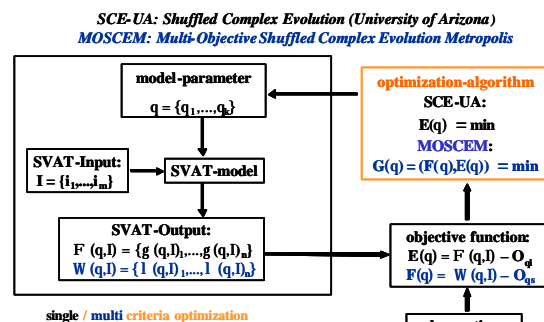 SCE-UA: Shuffled Complex Evolution (University of Arizona)
MOSCEM: Multi-Objective Shuffled Complex Evolution Metropolis
model-parameter
q = {q1,...,qk}
optimization-algorithm
SCE-UA:
E(q) = min
MOSCEM:
G(q) = (F(q),E(q)) = min
SVAT-Input:
I = {i1,...,im}
SVAT-model
SVAT-Output:
F (q,I) = {g (q,I)1,...,g (q,I)n}
W (q,I) = {l (q,I)1,...,l (q,I)n}
objective function:
E(q) = F (q,I) – Oql
F(q) = W (q,I) – Oqs
single / multi criteria optimization